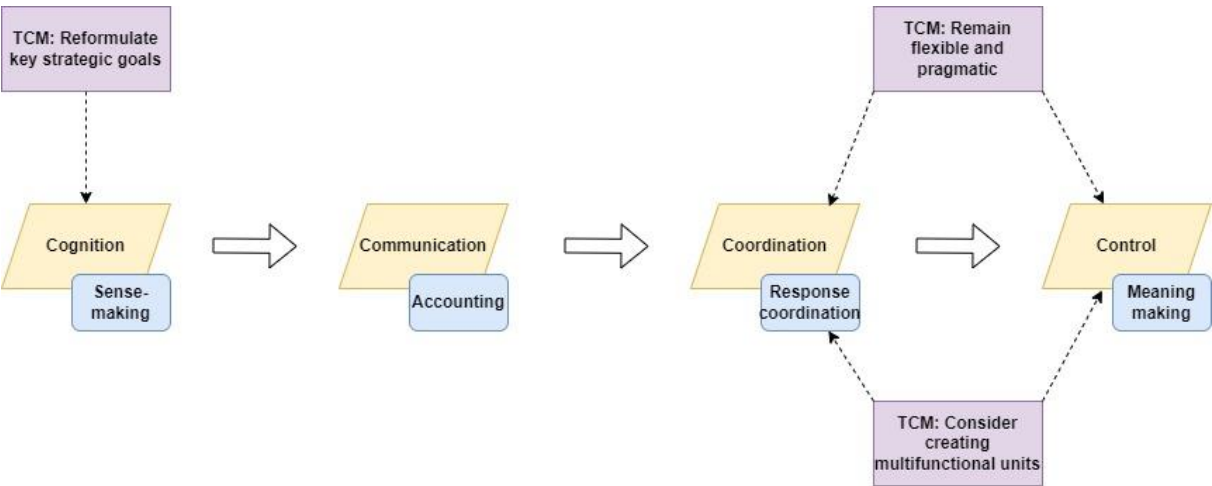 TCM: Reformulate
key strategic goals
TCM: Remain
flexible and
pragmatic
Cognition
Communication
Coordination
Control
Sense-
making
Accounting
Response
coordination
Meaning
making
TCM: Consider
creating
multifunctional units